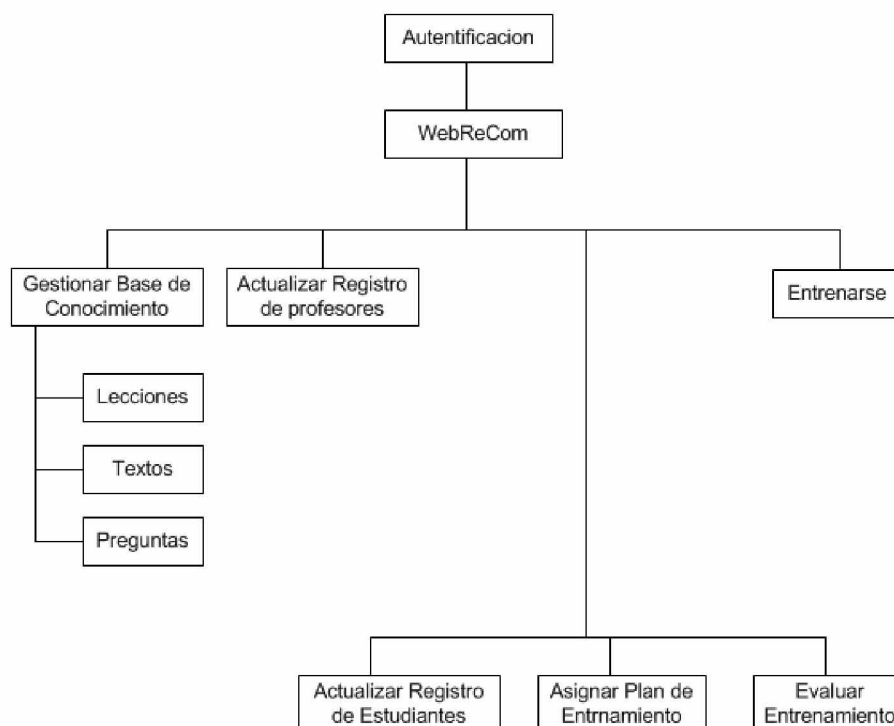 Autentificacion
WebReCom
Gestionar Base de
Conocimiento
Actualizar Registro
de profesores
Entrenarse
Lecciones
Textos
Preguntas
Actualizar Registro
de Estudiantes
Asignar Plan de
Entrnamiento
Evaluar
Entrenamiento